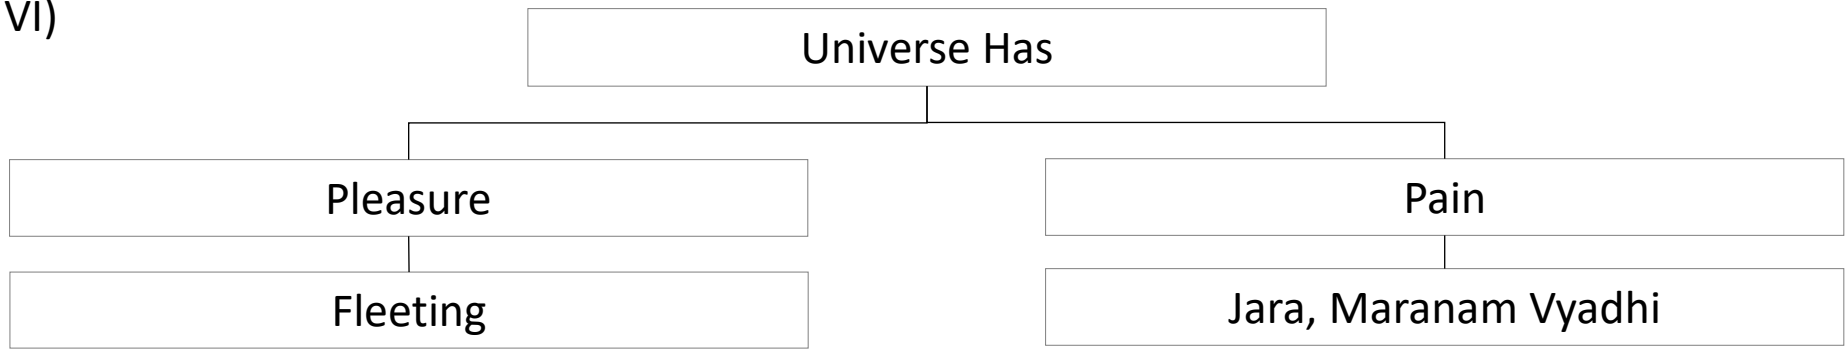 VI)
Universe Has
Pleasure
Pain
Fleeting
Jara, Maranam Vyadhi